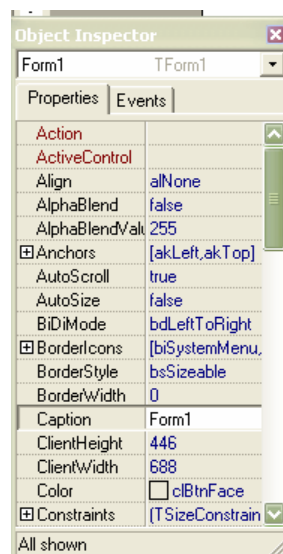 Object Inspector
Form1 TForm1
Properties Events
Action
ActiveControl
Align alNone
AlphaBlend false
AlphaBlendValu 255
Anchors [akLeft,akTop]
AutoScroll true
AutoSize false
BiDiMode bdLeftToRight
BorderIcons [biSystemMenu,
BorderStyle bsSizeable
BorderWidth 0
Caption Form1
ClientHeight 446
ClientWidth 688
Color clBtnFace
Constraints (TSizeConstrain
All shown